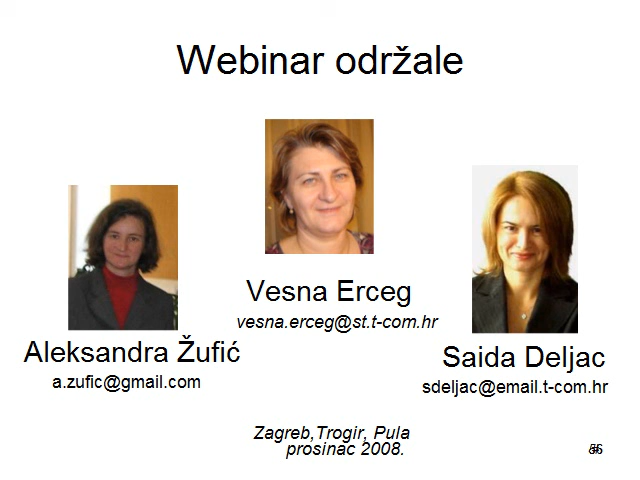 Webinar održale
Vesna Erceg
vesna.erceg@st.t-com.hr
Aleksandra Žufić
a.zufic@gmail.com
Saida Deljac
sdeljac@email.t-com.hr
Zagreb,Trogir, Pula
prosinac 2008.